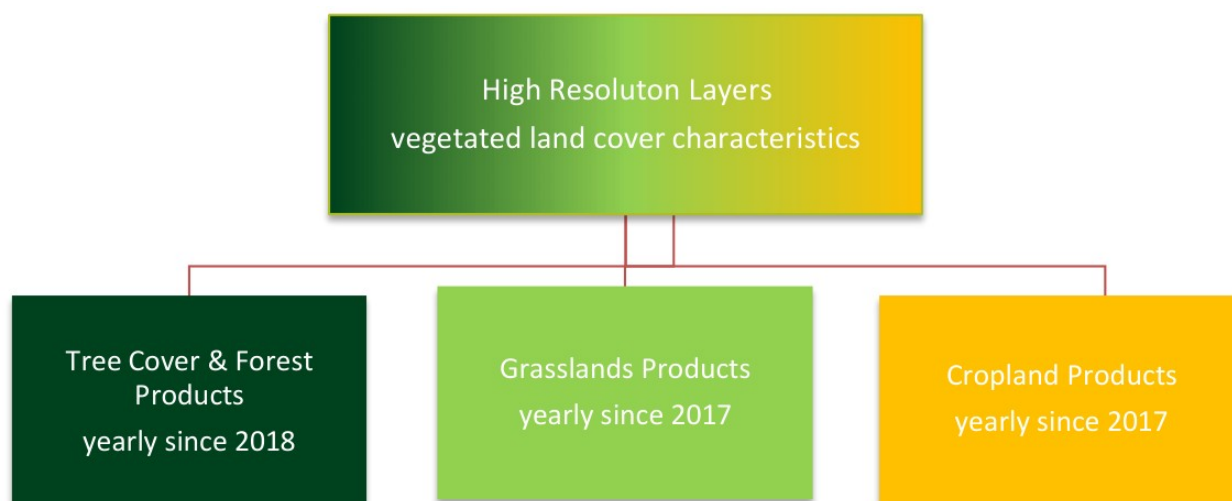 High Resoluton Layers
vegetated land cover characteristics
Tree Cover & Forest
Products
yearly since 2018
Grasslands Products
yearly since 2017
Cropland Products
yearly since 2017